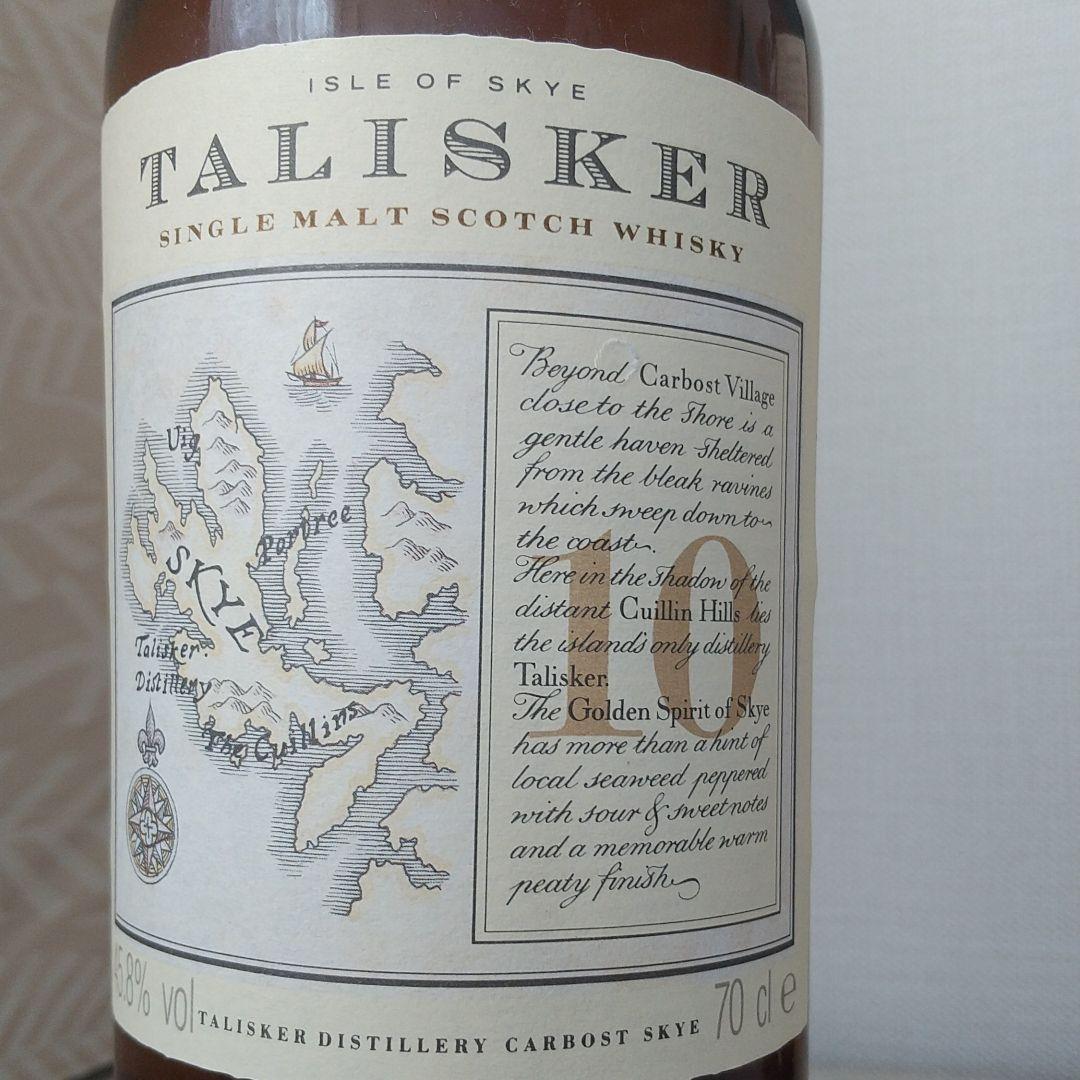 ISLE OF SKYE
TALISKER
SINGLE MALT SCOTCH WHISKY
Uig
Portree
SKYE
Talisker
Distillery
The Cuillins
10
Beyond Carbost Village
close to the shore is a
gentle haven sheltered
from the bleak ravines
which sweep down to
the coast.
Here in the shadow of the
distant Cuillin Hills lies
the island's only distillery
Talisker.
The Golden Spirit of Skye
has more than a hint of
local seaweed peppered
with sour & sweet notes
and a memorable warm
peaty finish
45.8% vol
TALISKER DISTILLERY CARBOST SKYE
70 cl e